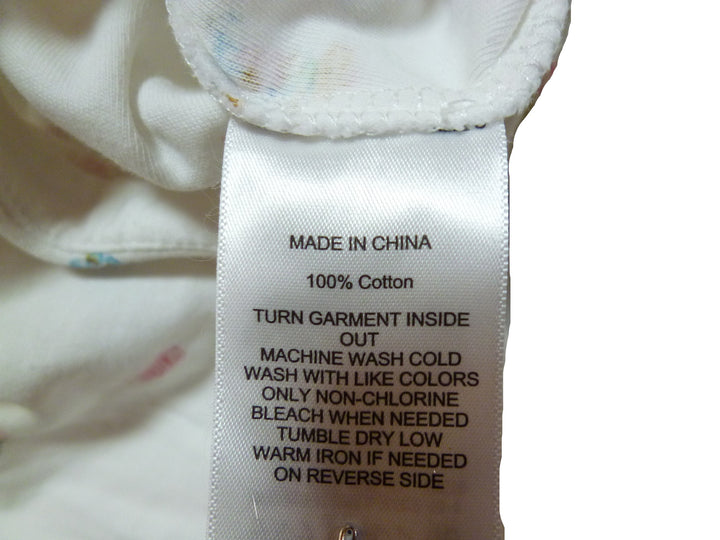 MADE IN CHINA
100% Cotton
TURN GARMENT INSIDE
OUT
MACHINE WASH COLD
WASH WITH LIKE COLORS
ONLY NON-CHLORINE
BLEACH WHEN NEEDED
TUMBLE DRY LOW
WARM IRON IF NEEDED
ON REVERSE SIDE